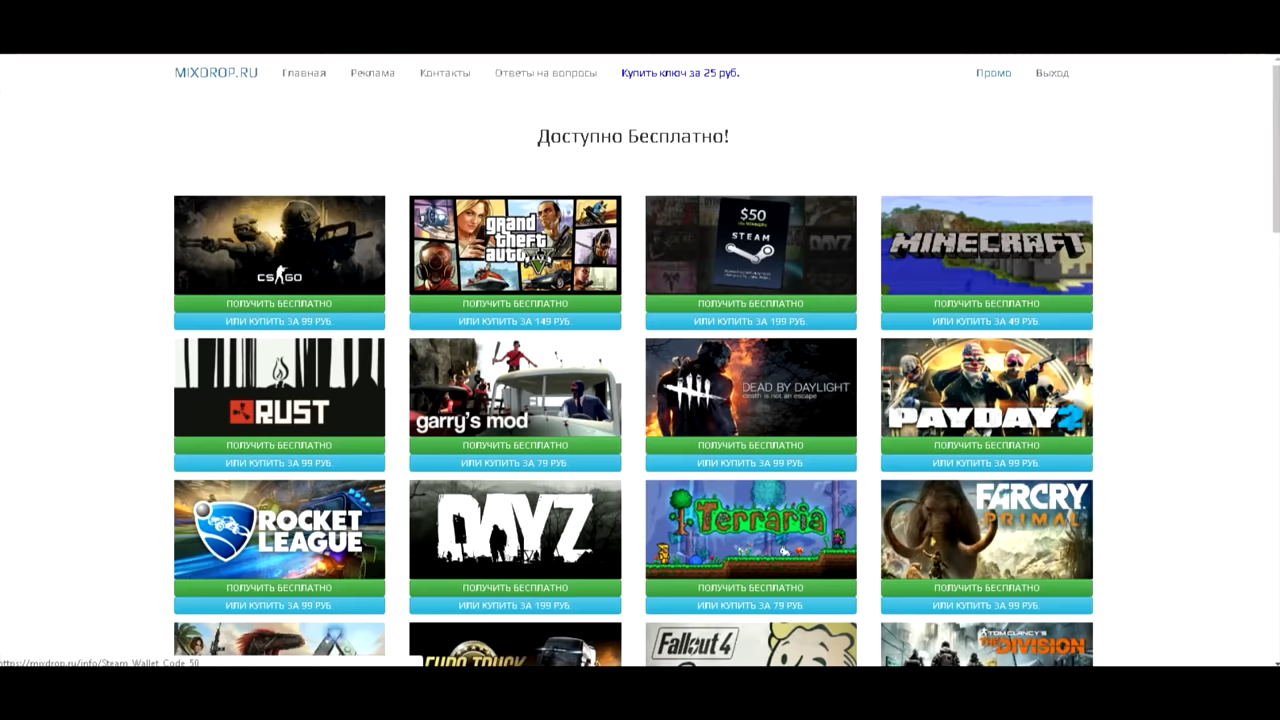 MIXDROP.RU Главная Реклама Контакты Ответы на вопросы Купить ключ за 25 руб. Промо Выход
Доступно Бесплатно!
CS GO
grand theft auto V
$50
STEAM
DAYZ
MINECRAFT
ПОЛУЧИТЬ БЕСПЛАТНО ПОЛУЧИТЬ БЕСПЛАТНО ПОЛУЧИТЬ БЕСПЛАТНО ПОЛУЧИТЬ БЕСПЛАТНО
ИЛИ КУПИТЬ ЗА 99 РУБ. ИЛИ КУПИТЬ ЗА 149 РУБ. ИЛИ КУПИТЬ ЗА 199 РУБ. ИЛИ КУПИТЬ ЗА 49 РУБ.
RUST
garry's mod
DEAD BY DAYLIGHT
death is not an escape
PAYDAY 2
ПОЛУЧИТЬ БЕСПЛАТНО ПОЛУЧИТЬ БЕСПЛАТНО ПОЛУЧИТЬ БЕСПЛАТНО ПОЛУЧИТЬ БЕСПЛАТНО
ИЛИ КУПИТЬ ЗА 99 РУБ. ИЛИ КУПИТЬ ЗА 79 РУБ. ИЛИ КУПИТЬ ЗА 99 РУБ. ИЛИ КУПИТЬ ЗА 99 РУБ.
ROCKET
LEAGUE
DAYZ
Terraria
FARCRY
PRIMAL
ПОЛУЧИТЬ БЕСПЛАТНО ПОЛУЧИТЬ БЕСПЛАТНО ПОЛУЧИТЬ БЕСПЛАТНО ПОЛУЧИТЬ БЕСПЛАТНО
ИЛИ КУПИТЬ ЗА 99 РУБ. ИЛИ КУПИТЬ ЗА 199 РУБ. ИЛИ КУПИТЬ ЗА 79 РУБ. ИЛИ КУПИТЬ ЗА 99 РУБ.
EURO TRUCK
Fallout 4
TOM CLANCY'S
THE DIVISION
https://mixdrop.ru/info/Steam_Wallet_Code_50